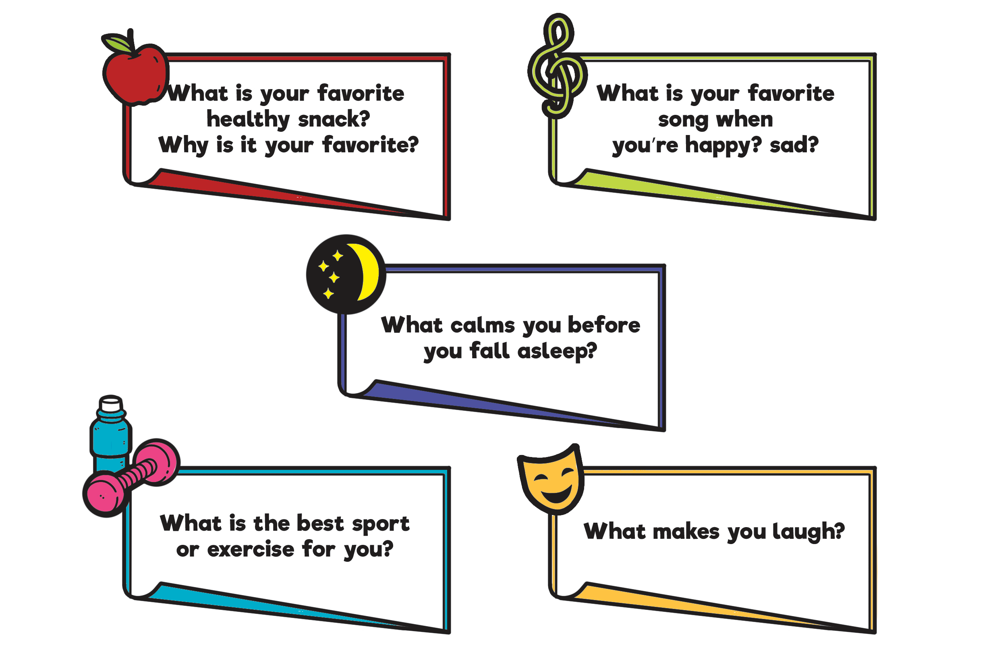 What is your favorite
healthy snack?
Why is it your favorite?
What is your favorite
song when
you're happy? sad?
What calms you before
you fall asleep?
What is the best sport
or exercise for you?
What makes you laugh?